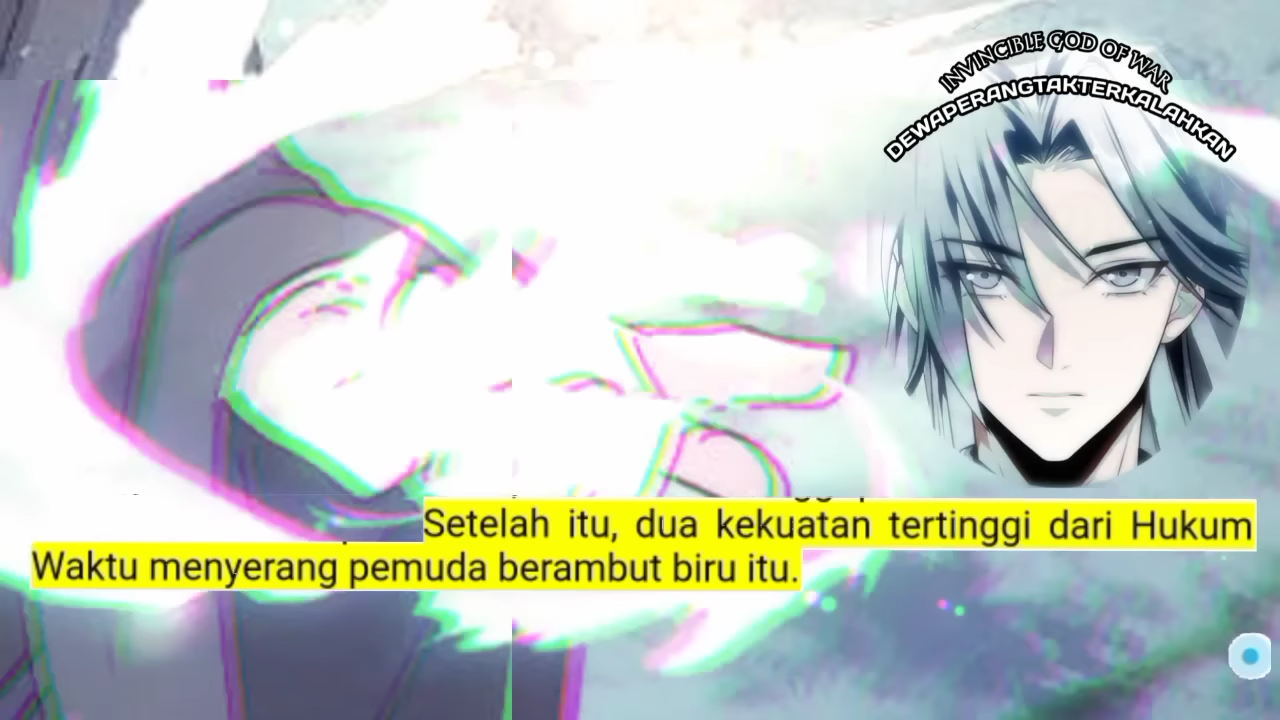 INVINCIBLE GOD OF WAR
DEWAPERANGTAKTERKALAHKAN
Setelah itu, dua kekuatan tertinggi dari Hukum
Waktu menyerang pemuda berambut biru itu.